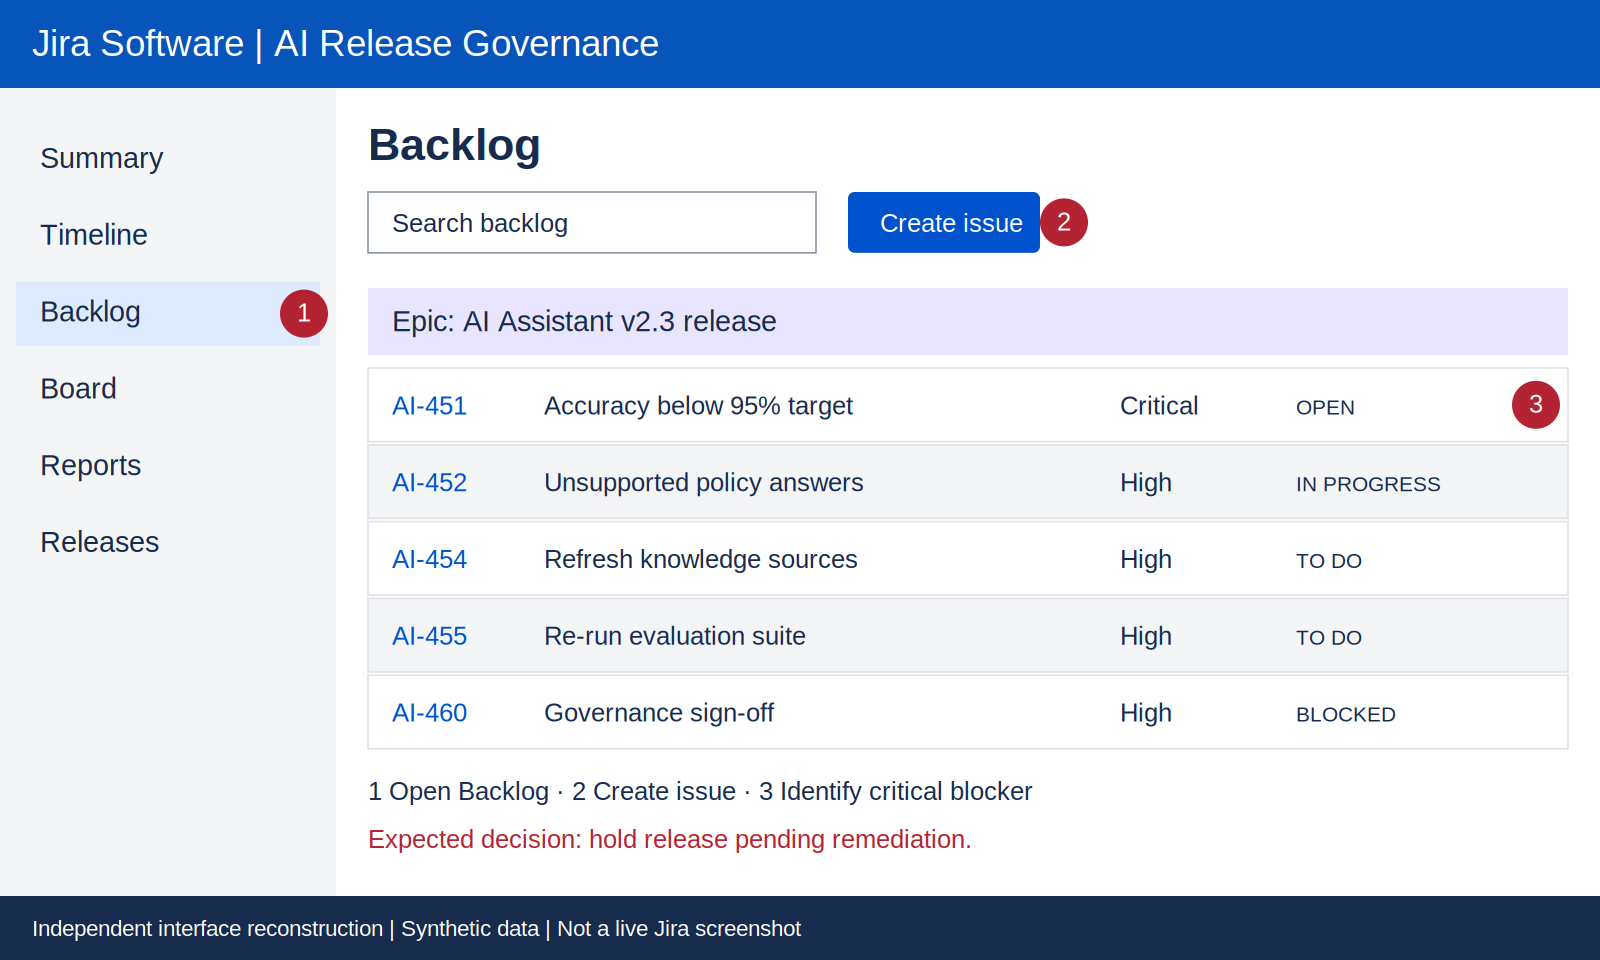 Jira Software | AI Release Governance
Summary
Timeline
Backlog 1
Board
Reports
Releases
Backlog
Search backlog Create issue 2
Epic: AI Assistant v2.3 release
AI-451 Accuracy below 95% target Critical OPEN 3
AI-452 Unsupported policy answers High IN PROGRESS
AI-454 Refresh knowledge sources High TO DO
AI-455 Re-run evaluation suite High TO DO
AI-460 Governance sign-off High BLOCKED
1 Open Backlog · 2 Create issue · 3 Identify critical blocker
Expected decision: hold release pending remediation.
Independent interface reconstruction | Synthetic data | Not a live Jira screenshot